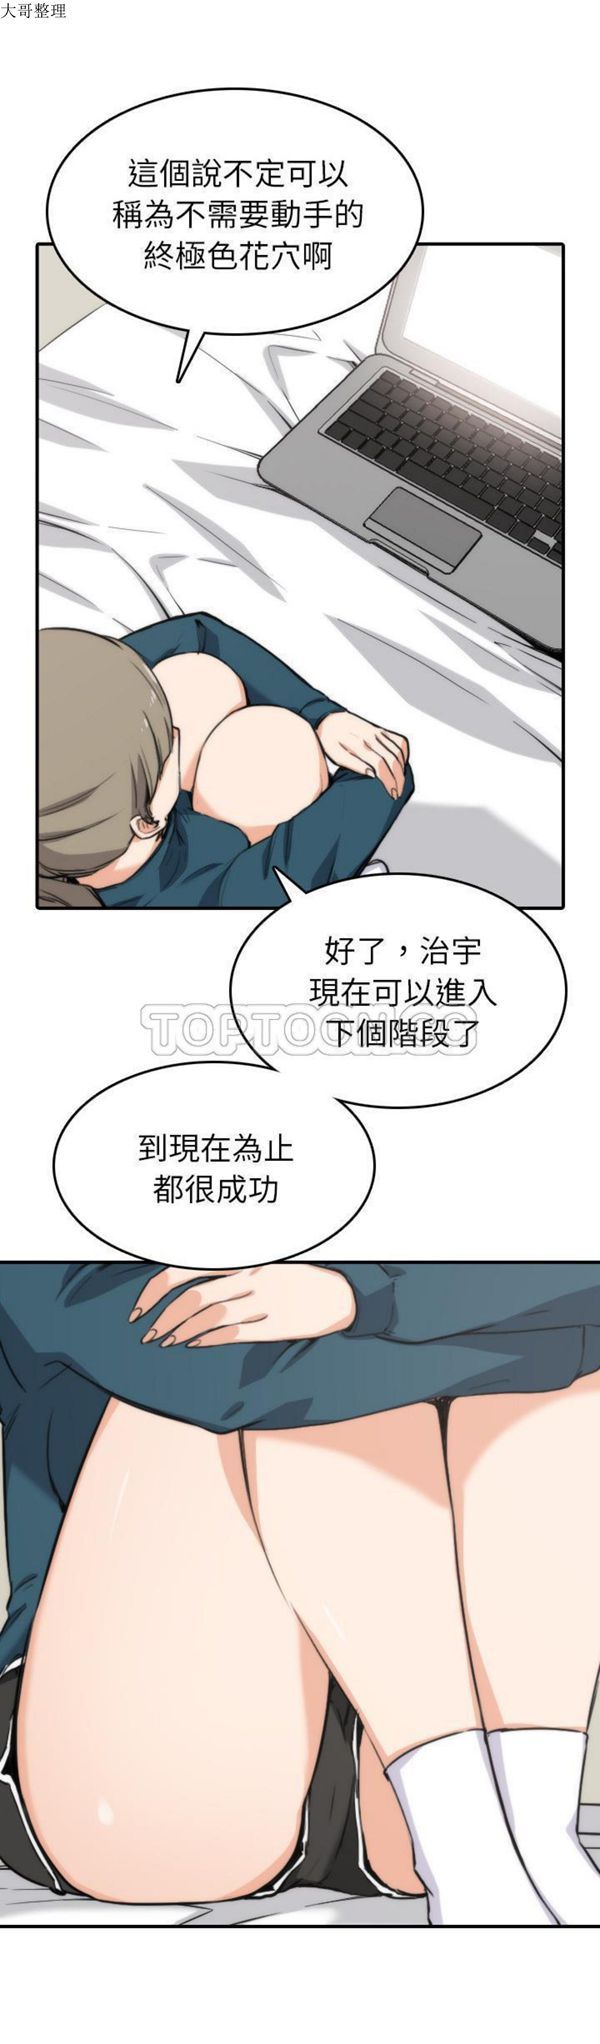 大哥整理
這個說不定可以
稱為不需要動手的
終極色花穴啊
好了，治宇
現在可以進入
下個階段了
TOPTOON.CC
到現在為止
都很成功